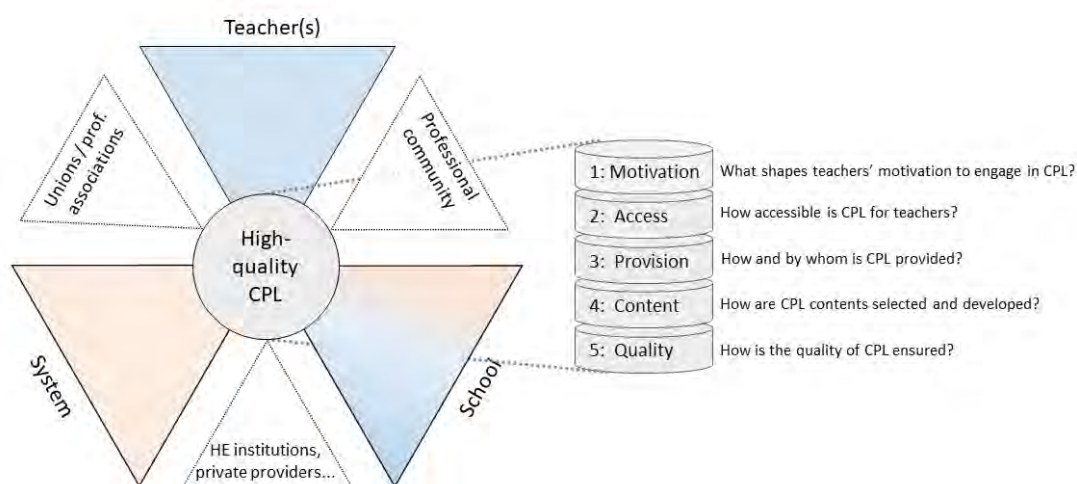 Teacher(s)
Unions / prof.
associations
Professional
community
High-
quality
CPL
System
School
HE institutions,
private providers...
1: Motivation
What shapes teachers’ motivation to engage in CPL?
2: Access
How accessible is CPL for teachers?
3: Provision
How and by whom is CPL provided?
4: Content
How are CPL contents selected and developed?
5: Quality
How is the quality of CPL ensured?